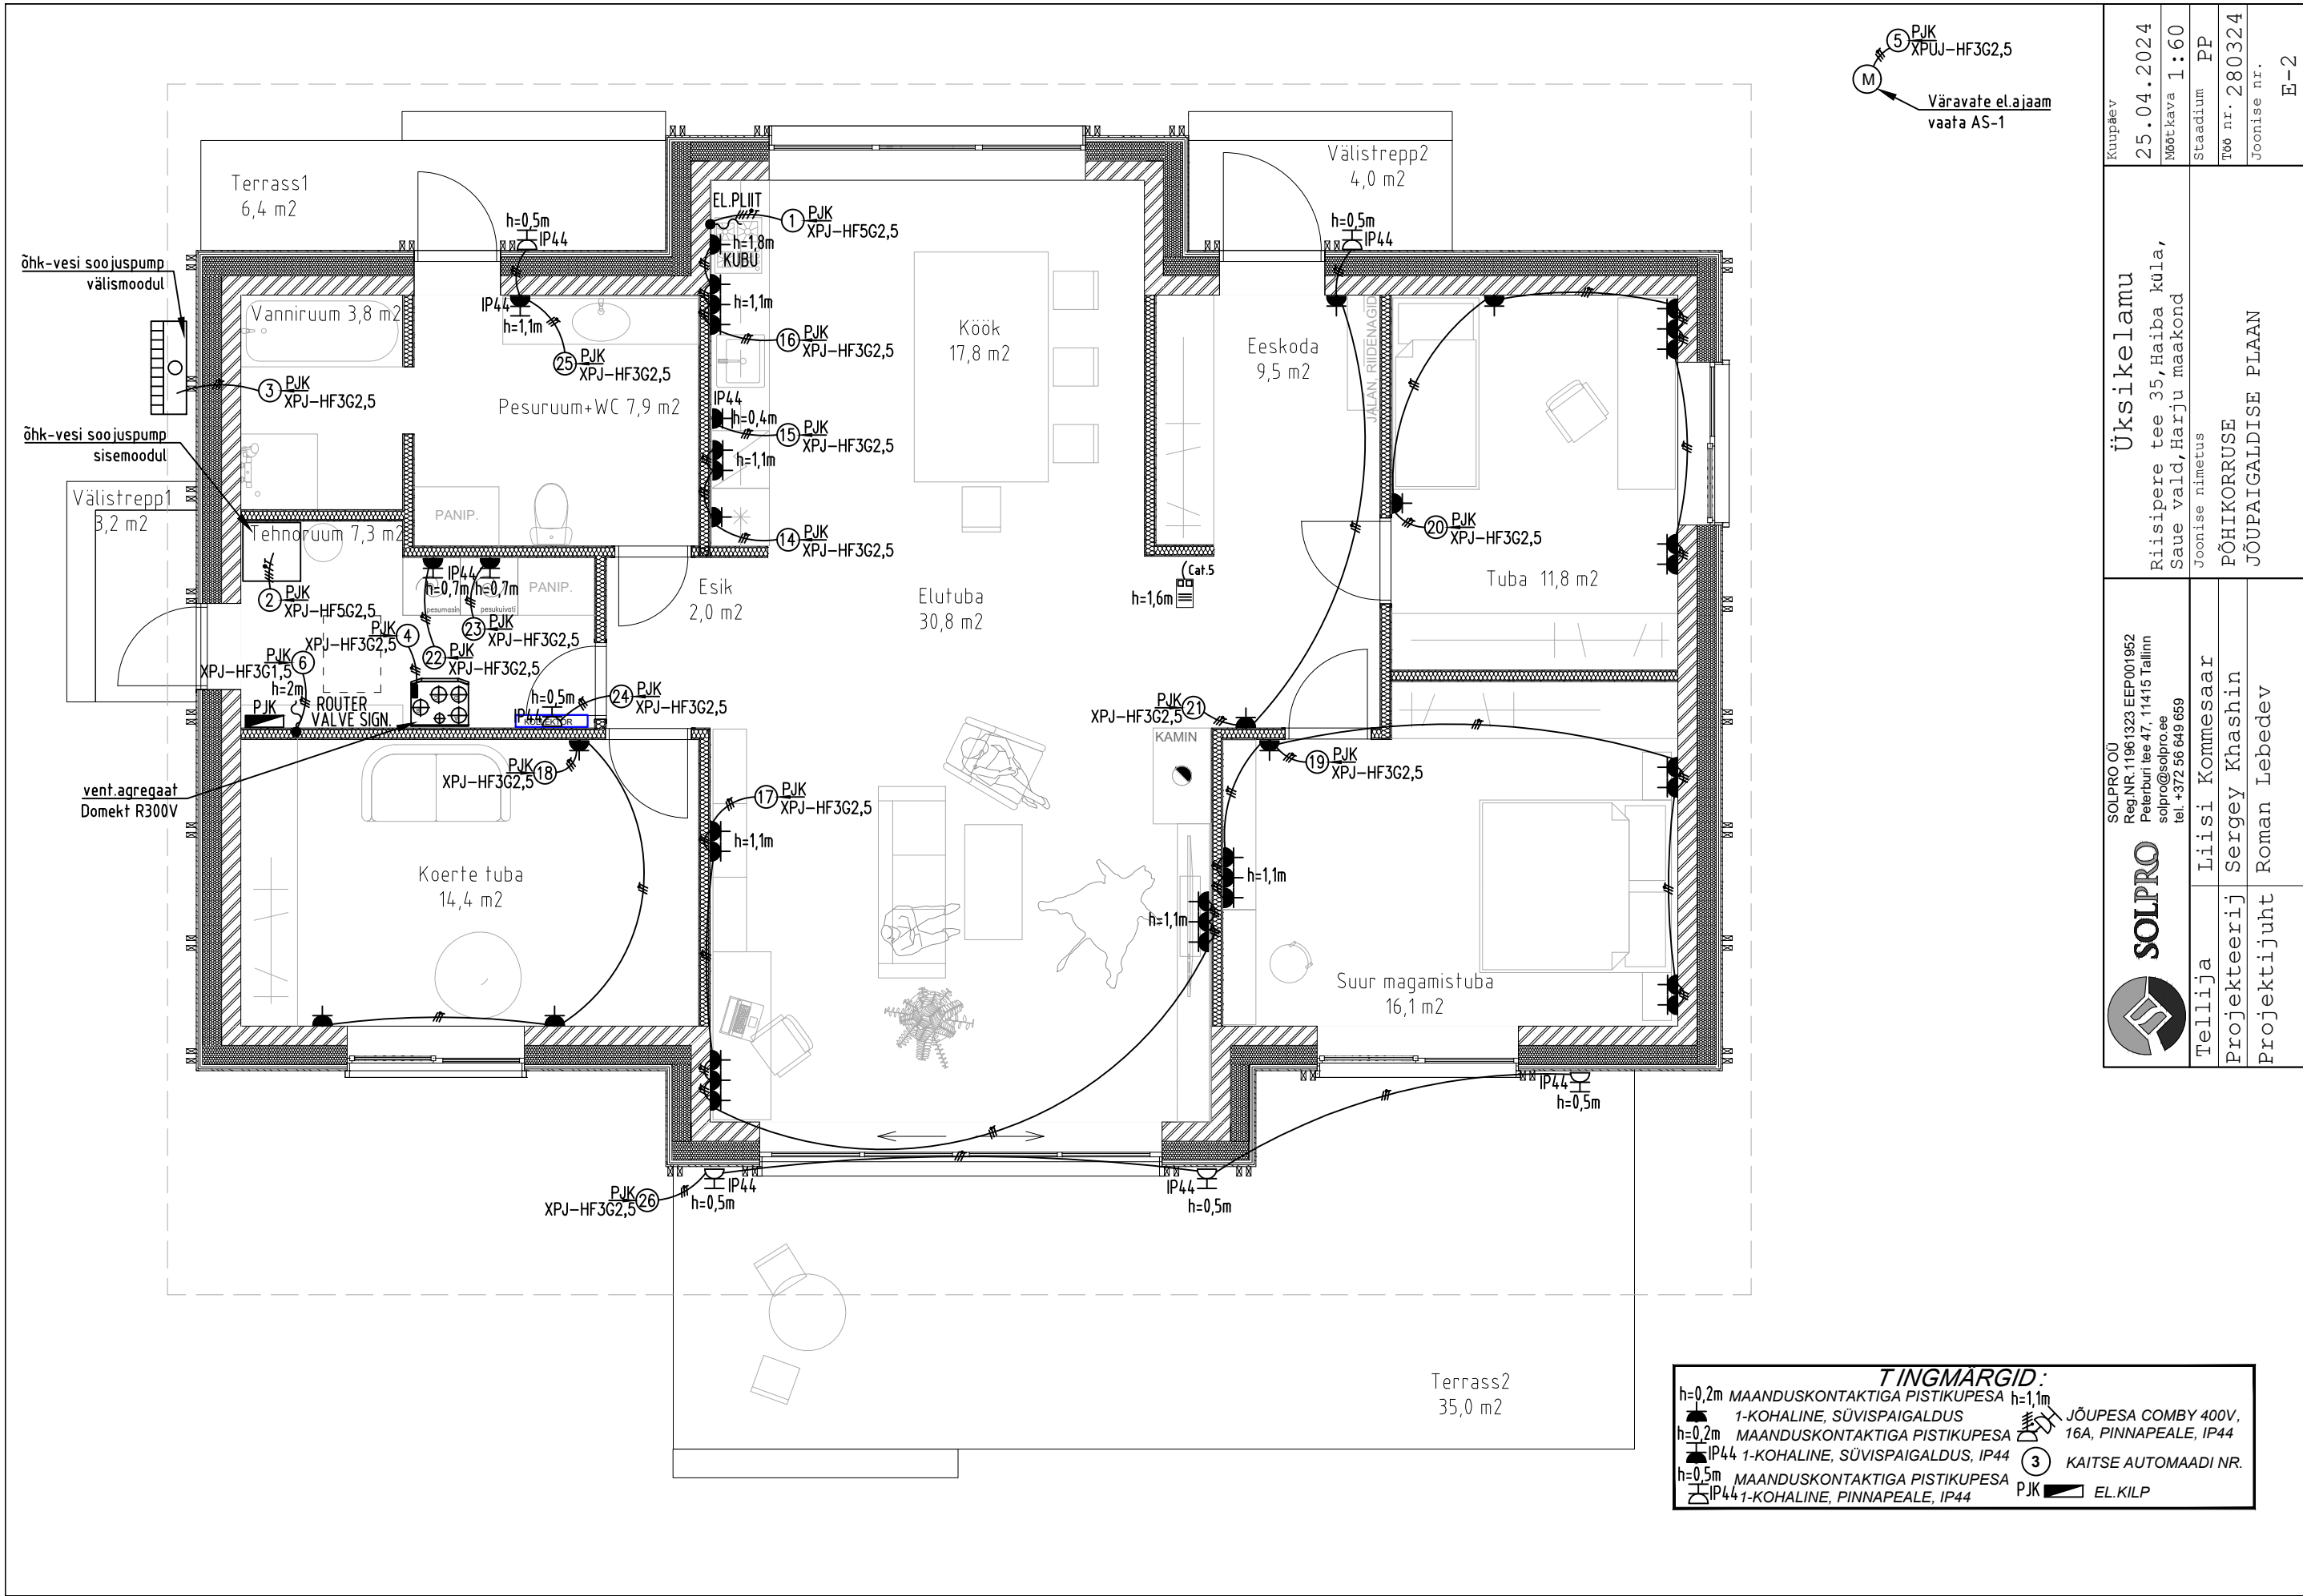 5 PJK
XPUJ-HF3G2,5
M
Väravate el.ajaam
vaata AS-1
Terrass1
6,4 m2
Välistrepp2
4,0 m2
h=0,5m
IP44
EL.PLIIT
1 PJK
XPJ-HF5G2,5
h=1,8m
KUBU
h=0,5m
IP44
õhk-vesi soojuspump
välismoodul
Vanniruum 3,8 m2
IP44
h=1,1m
h=1,1m
25 PJK
XPJ-HF3G2,5
16 PJK
XPJ-HF3G2,5
Köök
17,8 m2
Eeskoda
9,5 m2
JALAN. RIIDENAGID
3 PJK
XPJ-HF3G2,5
Pesuruum+WC 7,9 m2
IP44
h=0,4m
15 PJK
XPJ-HF3G2,5
h=1,1m
õhk-vesi soojuspump
sisemoodul
Välistrepp1
3,2 m2
PANIP.
Tehnoruum 7,3 m2
14 PJK
XPJ-HF3G2,5
20 PJK
XPJ-HF3G2,5
Tuba 11,8 m2
Cat.5
h=1,6m
IP44
h=0,7m
h=0,7m
PANIP.
pesumasin
pesukuivati
Esik
2,0 m2
Elutuba
30,8 m2
2 PJK
XPJ-HF5G2,5
23 PJK
XPJ-HF3G2,5
PJK 4
XPJ-HF3G2,5
22 PJK
XPJ-HF3G2,5
PJK 6
XPJ-HF3G1,5
h=2m
PJK
ROUTER
VALVE SIGN.
h=0,5m
IP44
24 PJK
XPJ-HF3G2,5
PJK 21
XPJ-HF3G2,5
KAMIN
19 PJK
XPJ-HF3G2,5
PJK 18
XPJ-HF3G2,5
vent.agregaat
Domekt R300V
17 PJK
XPJ-HF3G2,5
h=1,1m
Koerte tuba
14,4 m2
h=1,1m
h=1,1m
Suur magamistuba
16,1 m2
IP44
h=0,5m
PJK 26
XPJ-HF3G2,5
IP44
h=0,5m
IP44
h=0,5m
Terrass2
35,0 m2
TINGMÄRGID:
h=0,2m MAANDUSKONTAKTIGA PISTIKUPESA
1-KOHALINE, SÜVISPAIGALDUS
h=0,2m MAANDUSKONTAKTIGA PISTIKUPESA
IP44 1-KOHALINE, SÜVISPAIGALDUS, IP44
h=0,5m MAANDUSKONTAKTIGA PISTIKUPESA
IP44 1-KOHALINE, PINNAPEALE, IP44
h=1,1m
JÕUPESA COMBY 400V,
16A, PINNAPEALE, IP44
3 KAITSE AUTOMAADI NR.
PJK EL.KILP
Kuupäev
25.04.2024
Mõõtkava 1:60
Staadium PP
Töö nr. 280324
Joonise nr.
E-2
Üksikelamu
Riisipere tee 35,Haiba küla,
Saue vald,Harju maakond
Joonise nimetus
PÕHIKORRUSE
JÕUPAIGALDISE PLAAN
SOLPRO
SOLPRO OÜ
Reg.NR.11961323 EEP001952
Peterburi tee 47, 11415 Tallinn
solpro@solpro.ee
tel. +372 56 649 659
Tellija Liisi Kommesaar
Projekteerij Sergey Khashin
Projektijuht Roman Lebedev